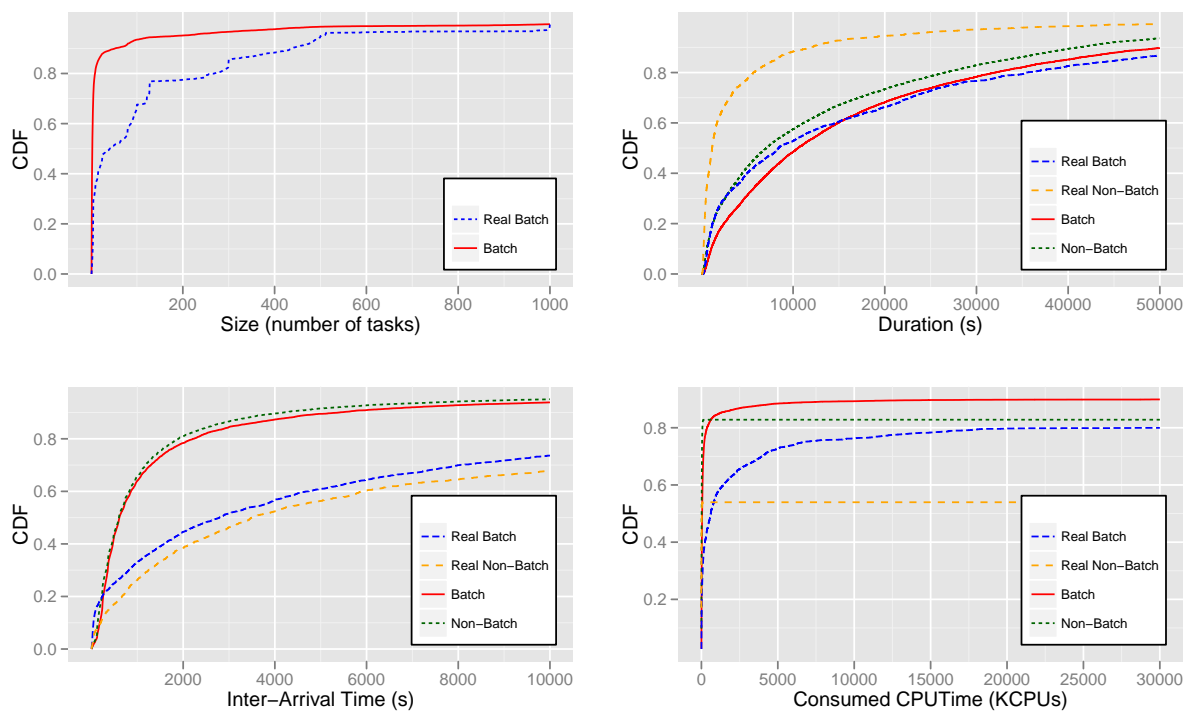 CDF
0.8
0.6
0.4
0.2
0.0
Real Batch
Batch
200 400 600 800 1000
Size (number of tasks)
CDF
0.8
0.6
0.4
0.2
0.0
Real Batch
Real Non−Batch
Batch
Non−Batch
10000 20000 30000 40000 50000
Duration (s)
CDF
0.8
0.6
0.4
0.2
0.0
Real Batch
Real Non−Batch
Batch
Non−Batch
2000 4000 6000 8000 10000
Inter−Arrival Time (s)
CDF
0.8
0.6
0.4
0.2
Real Batch
Real Non−Batch
Batch
Non−Batch
0 5000 10000 15000 20000 25000 30000
Consumed CPUTime (KCPUs)